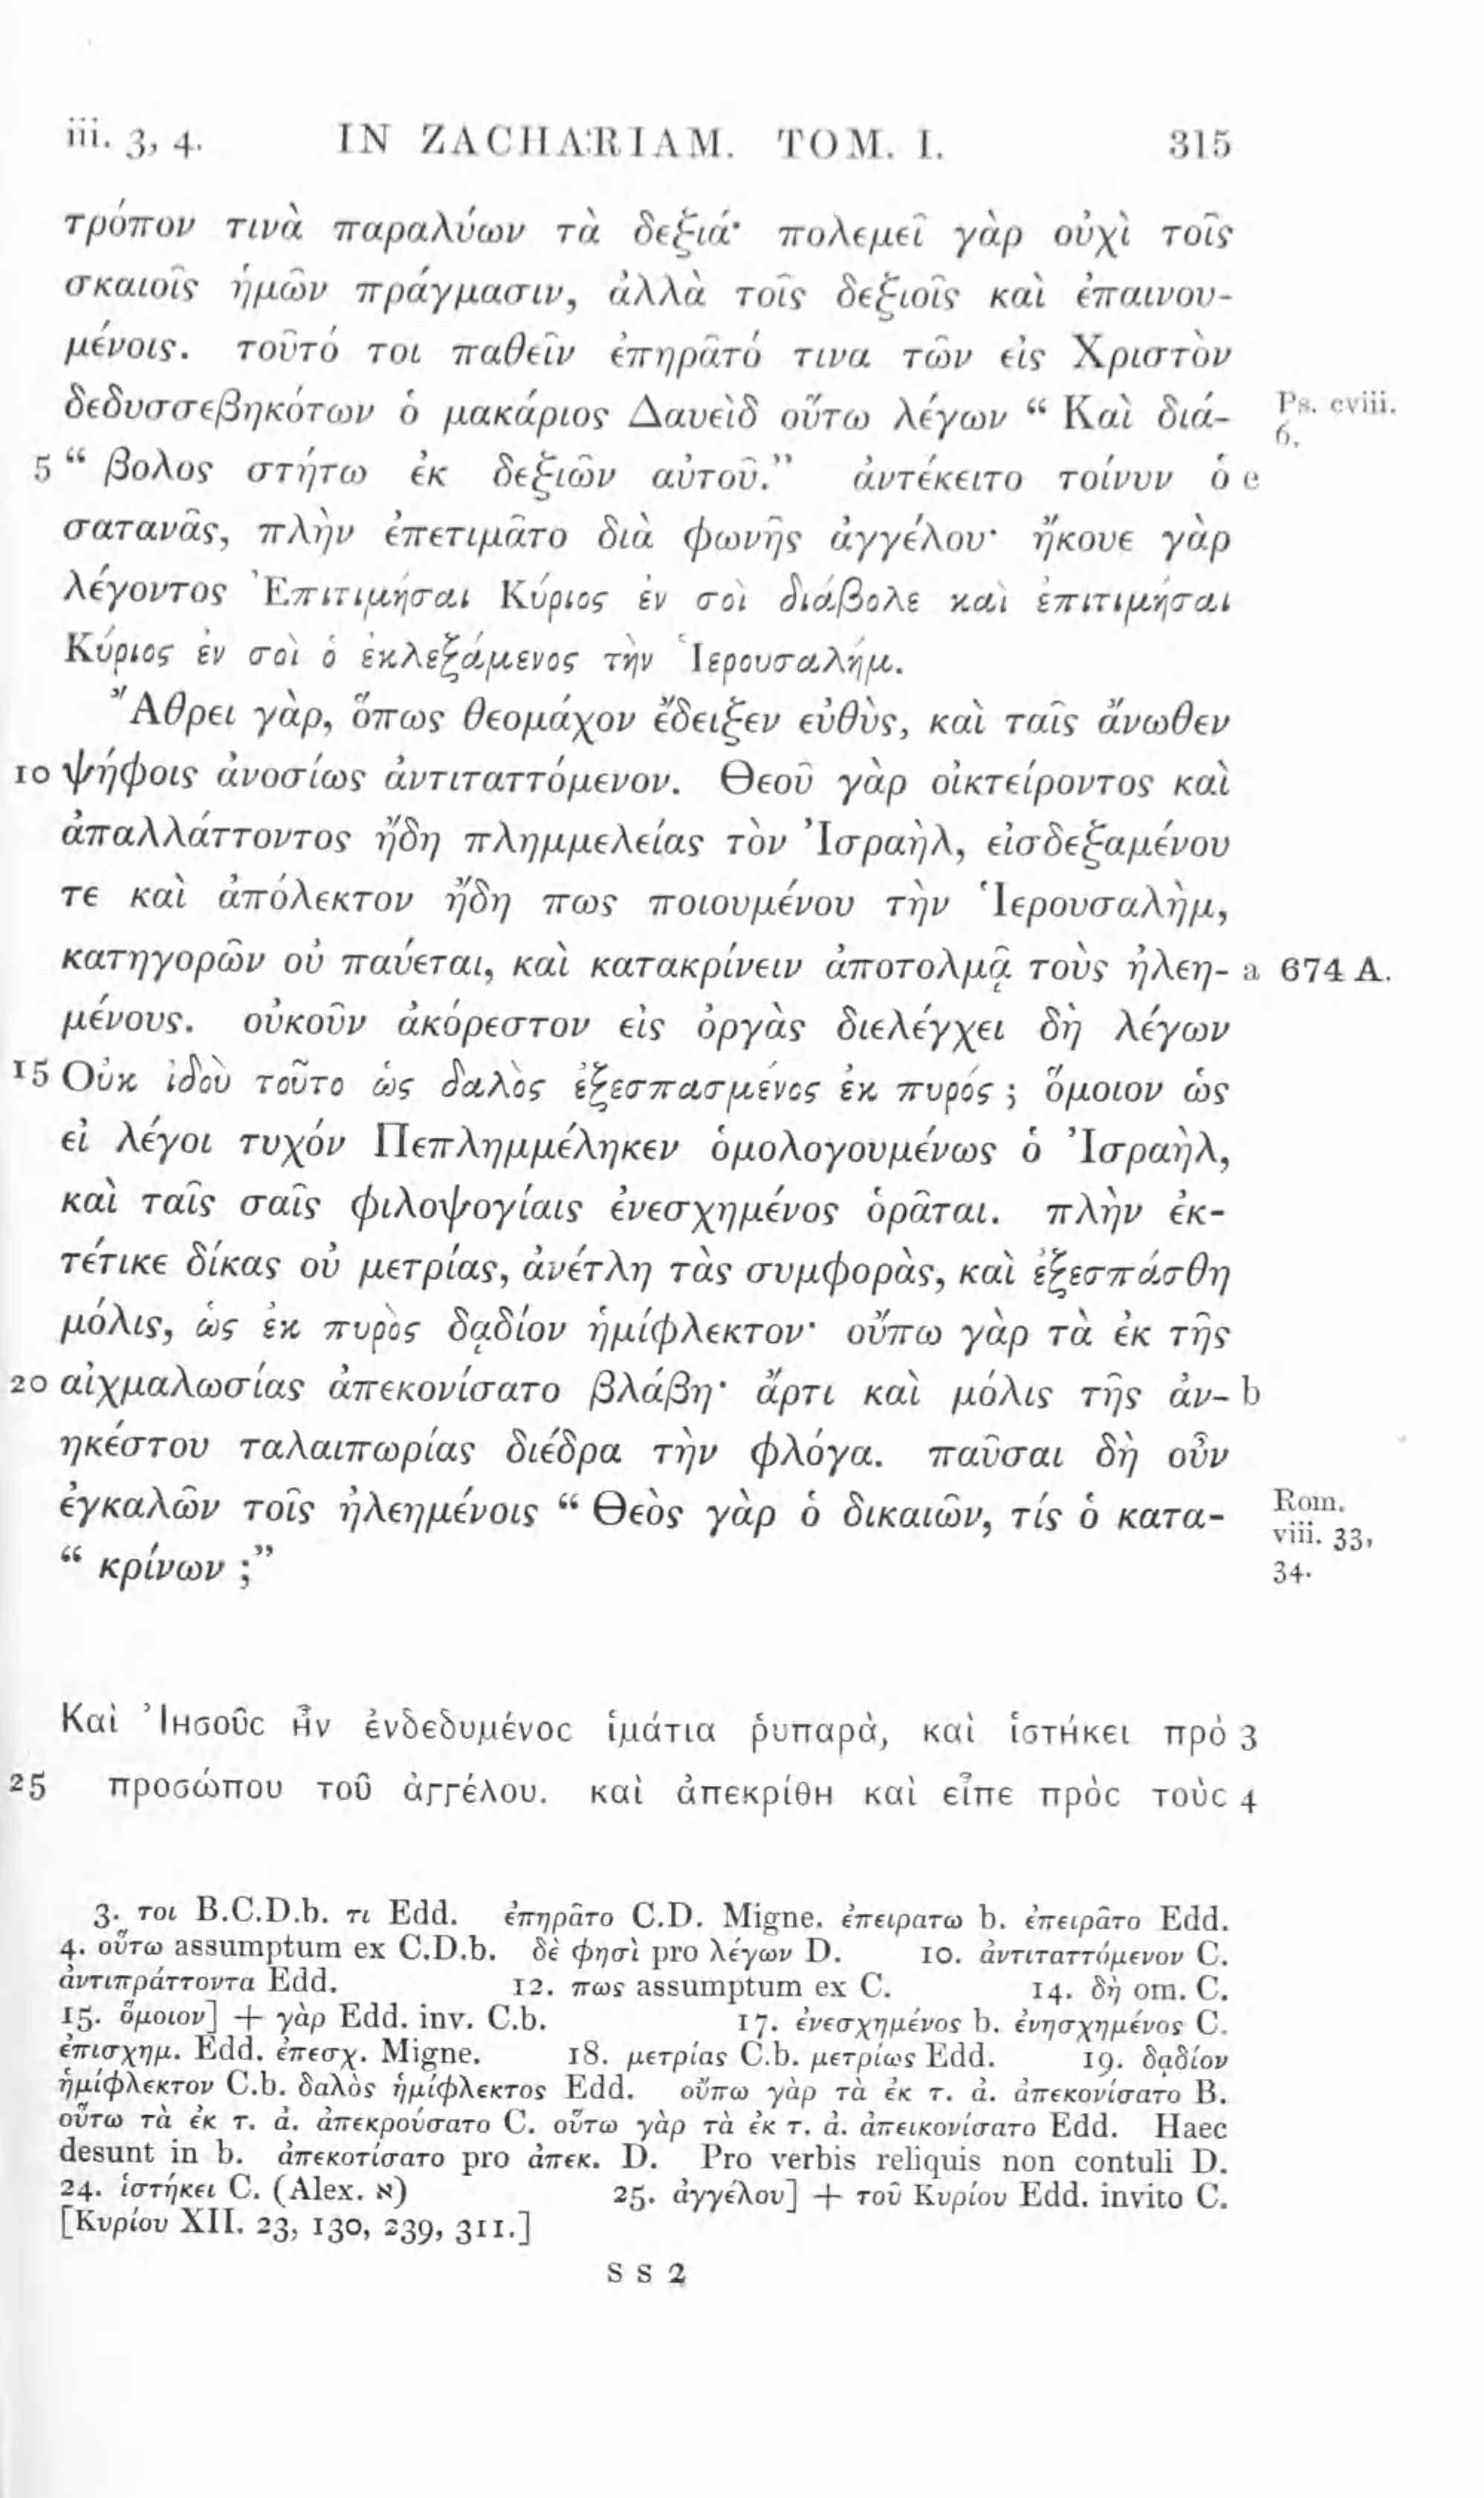 iii. 3, 4. IN ZACHARIAM. TOM. I. 315
τρόπον τινὰ παραλύων τὰ δεξιά· πολεμεῖ γὰρ οὐχὶ τοῖς
σκαιοῖς ἡμῶν πράγμασιν, ἀλλὰ τοῖς δεξιοῖς καὶ ἐπαινου-
μένοις. τοῦτό τοι παθεῖν ἐπηρᾶτό τινα τῶν εἰς Χριστὸν
δεδυσσεβηκότων ὁ μακάριος Δαυεὶδ οὕτω λέγων “ Καὶ διά- Ps. cviii.
6.
5 “ βολος στήτω ἐκ δεξιῶν αὐτοῦ.” ἀντέκειτο τοίνυν ὁ e
σατανᾶς, πλὴν ἐπετιμᾶτο διὰ φωνῆς ἀγγέλου· ἤκουε γὰρ
λέγοντος Ἐπιτιμήσαι Κύριος ἐν σοὶ διάβολε καὶ ἐπιτιμήσαι
Κύριος ἐν σοὶ ὁ ἐκλεξάμενος τὴν Ἱερουσαλήμ.
Ἄθρει γὰρ, ὅπως θεομάχον ἔδειξεν εὐθὺς, καὶ ταῖς ἄνωθεν
10 ψήφοις ἀνοσίως ἀντιταττόμενον. Θεοῦ γὰρ οἰκτείροντος καὶ
ἀπαλλάττοντος ἤδη πλημμελείας τὸν Ἰσραὴλ, εἰσδεξαμένου
τε καὶ ἀπόλεκτον ἤδη πως ποιουμένου τὴν Ἱερουσαλὴμ,
κατηγορῶν οὐ παύεται, καὶ κατακρίνειν ἀποτολμᾷ τοὺς ἠλεη- a 674 A.
μένους. οὐκοῦν ἀκόρεστον εἰς ὀργὰς διελέγχει δὴ λέγων
15 Οὐκ ἰδοὺ τοῦτο ὡς δαλὸς ἐξεσπασμένος ἐκ πυρός ; ὅμοιον ὡς
εἰ λέγοι τυχόν Πεπλημμέληκεν ὁμολογουμένως ὁ Ἰσραὴλ,
καὶ ταῖς σαῖς φιλοψογίαις ἐνεσχημένος ὁρᾶται. πλὴν ἐκ-
τέτικε δίκας οὐ μετρίας, ἀνέτλη τὰς συμφορὰς, καὶ ἐξεσπάσθη
μόλις, ὡς ἐκ πυρὸς δᾳδίον ἡμίφλεκτον· οὔπω γὰρ τὰ ἐκ τῆς
20 αἰχμαλωσίας ἀπεκονίσατο βλάβη· ἄρτι καὶ μόλις τῆς ἀν- b
ηκέστου ταλαιπωρίας διέδρα τὴν φλόγα. παῦσαι δὴ οὖν
ἐγκαλῶν τοῖς ἠλεημένοις “ Θεὸς γὰρ ὁ δικαιῶν, τίς ὁ κατα- Rom.
viii. 33,
“ κρίνων ;” 34.
Καὶ Ἰησοῦς ἦν ἐνδεδυμένος ἱμάτια ῥυπαρὰ, καὶ ἱστήκει πρὸ 3
25 προσώπου τοῦ ἀγγέλου. καὶ ἀπεκρίθη καὶ εἶπε πρὸς τοὺς 4
3. τοι B.C.D.b. τι Edd. ἐπηρᾶτο C.D. Migne. ἐπειρατω b. ἐπειρᾶτο Edd.
4. οὕτω assumptum ex C.D.b. δὲ φησὶ pro λέγων D. 10. ἀντιταττόμενον C.
ἀντιπράττοντα Edd. 12. πως assumptum ex C. 14. δὴ om. C.
15. ὅμοιον] + γὰρ Edd. inv. C.b. 17. ἐνεσχημένος b. ἐνησχημένος C.
ἐπισχημ. Edd. ἐπεσχ. Migne. 18. μετρίας C.b. μετρίως Edd. 19. δᾳδίον
ἡμίφλεκτον C.b. δαλὸς ἡμίφλεκτος Edd. οὔπω γὰρ τὰ ἐκ τ. ἀ. ἀπεκονίσατο B.
οὕτω τὰ ἐκ τ. ἀ. ἀπεκρούσατο C. οὕτω γὰρ τὰ ἐκ τ. ἀ. ἀπεικονίσατο Edd. Haec
desunt in b. ἀπεκοτίσατο pro ἀπεκ. D. Pro verbis reliquis non contuli D.
24. ἱστήκει C. (Alex. א) 25. ἀγγέλου] + τοῦ Κυρίου Edd. invito C.
[Κυρίου XII. 23, 130, 239, 311.]
S S 2